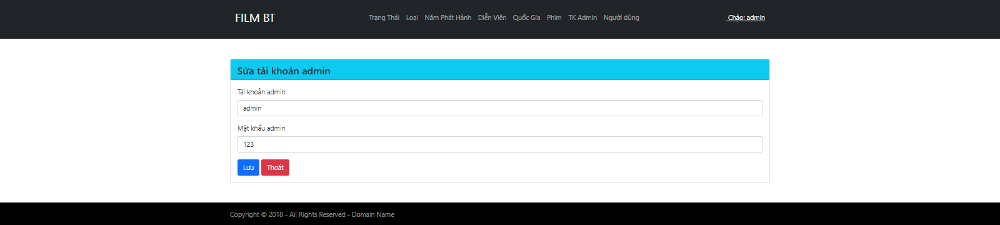 FILM BT
Trạng Thái Loại Năm Phát Hành Diễn Viên Quốc Gia Phim TK Admin Người dùng
Chào: admin
Sửa tài khoản admin
Tài khoản admin
admin
Mật khẩu admin
123
Lưu Thoát
Copyright © 2018 - All Rights Reserved - Domain Name